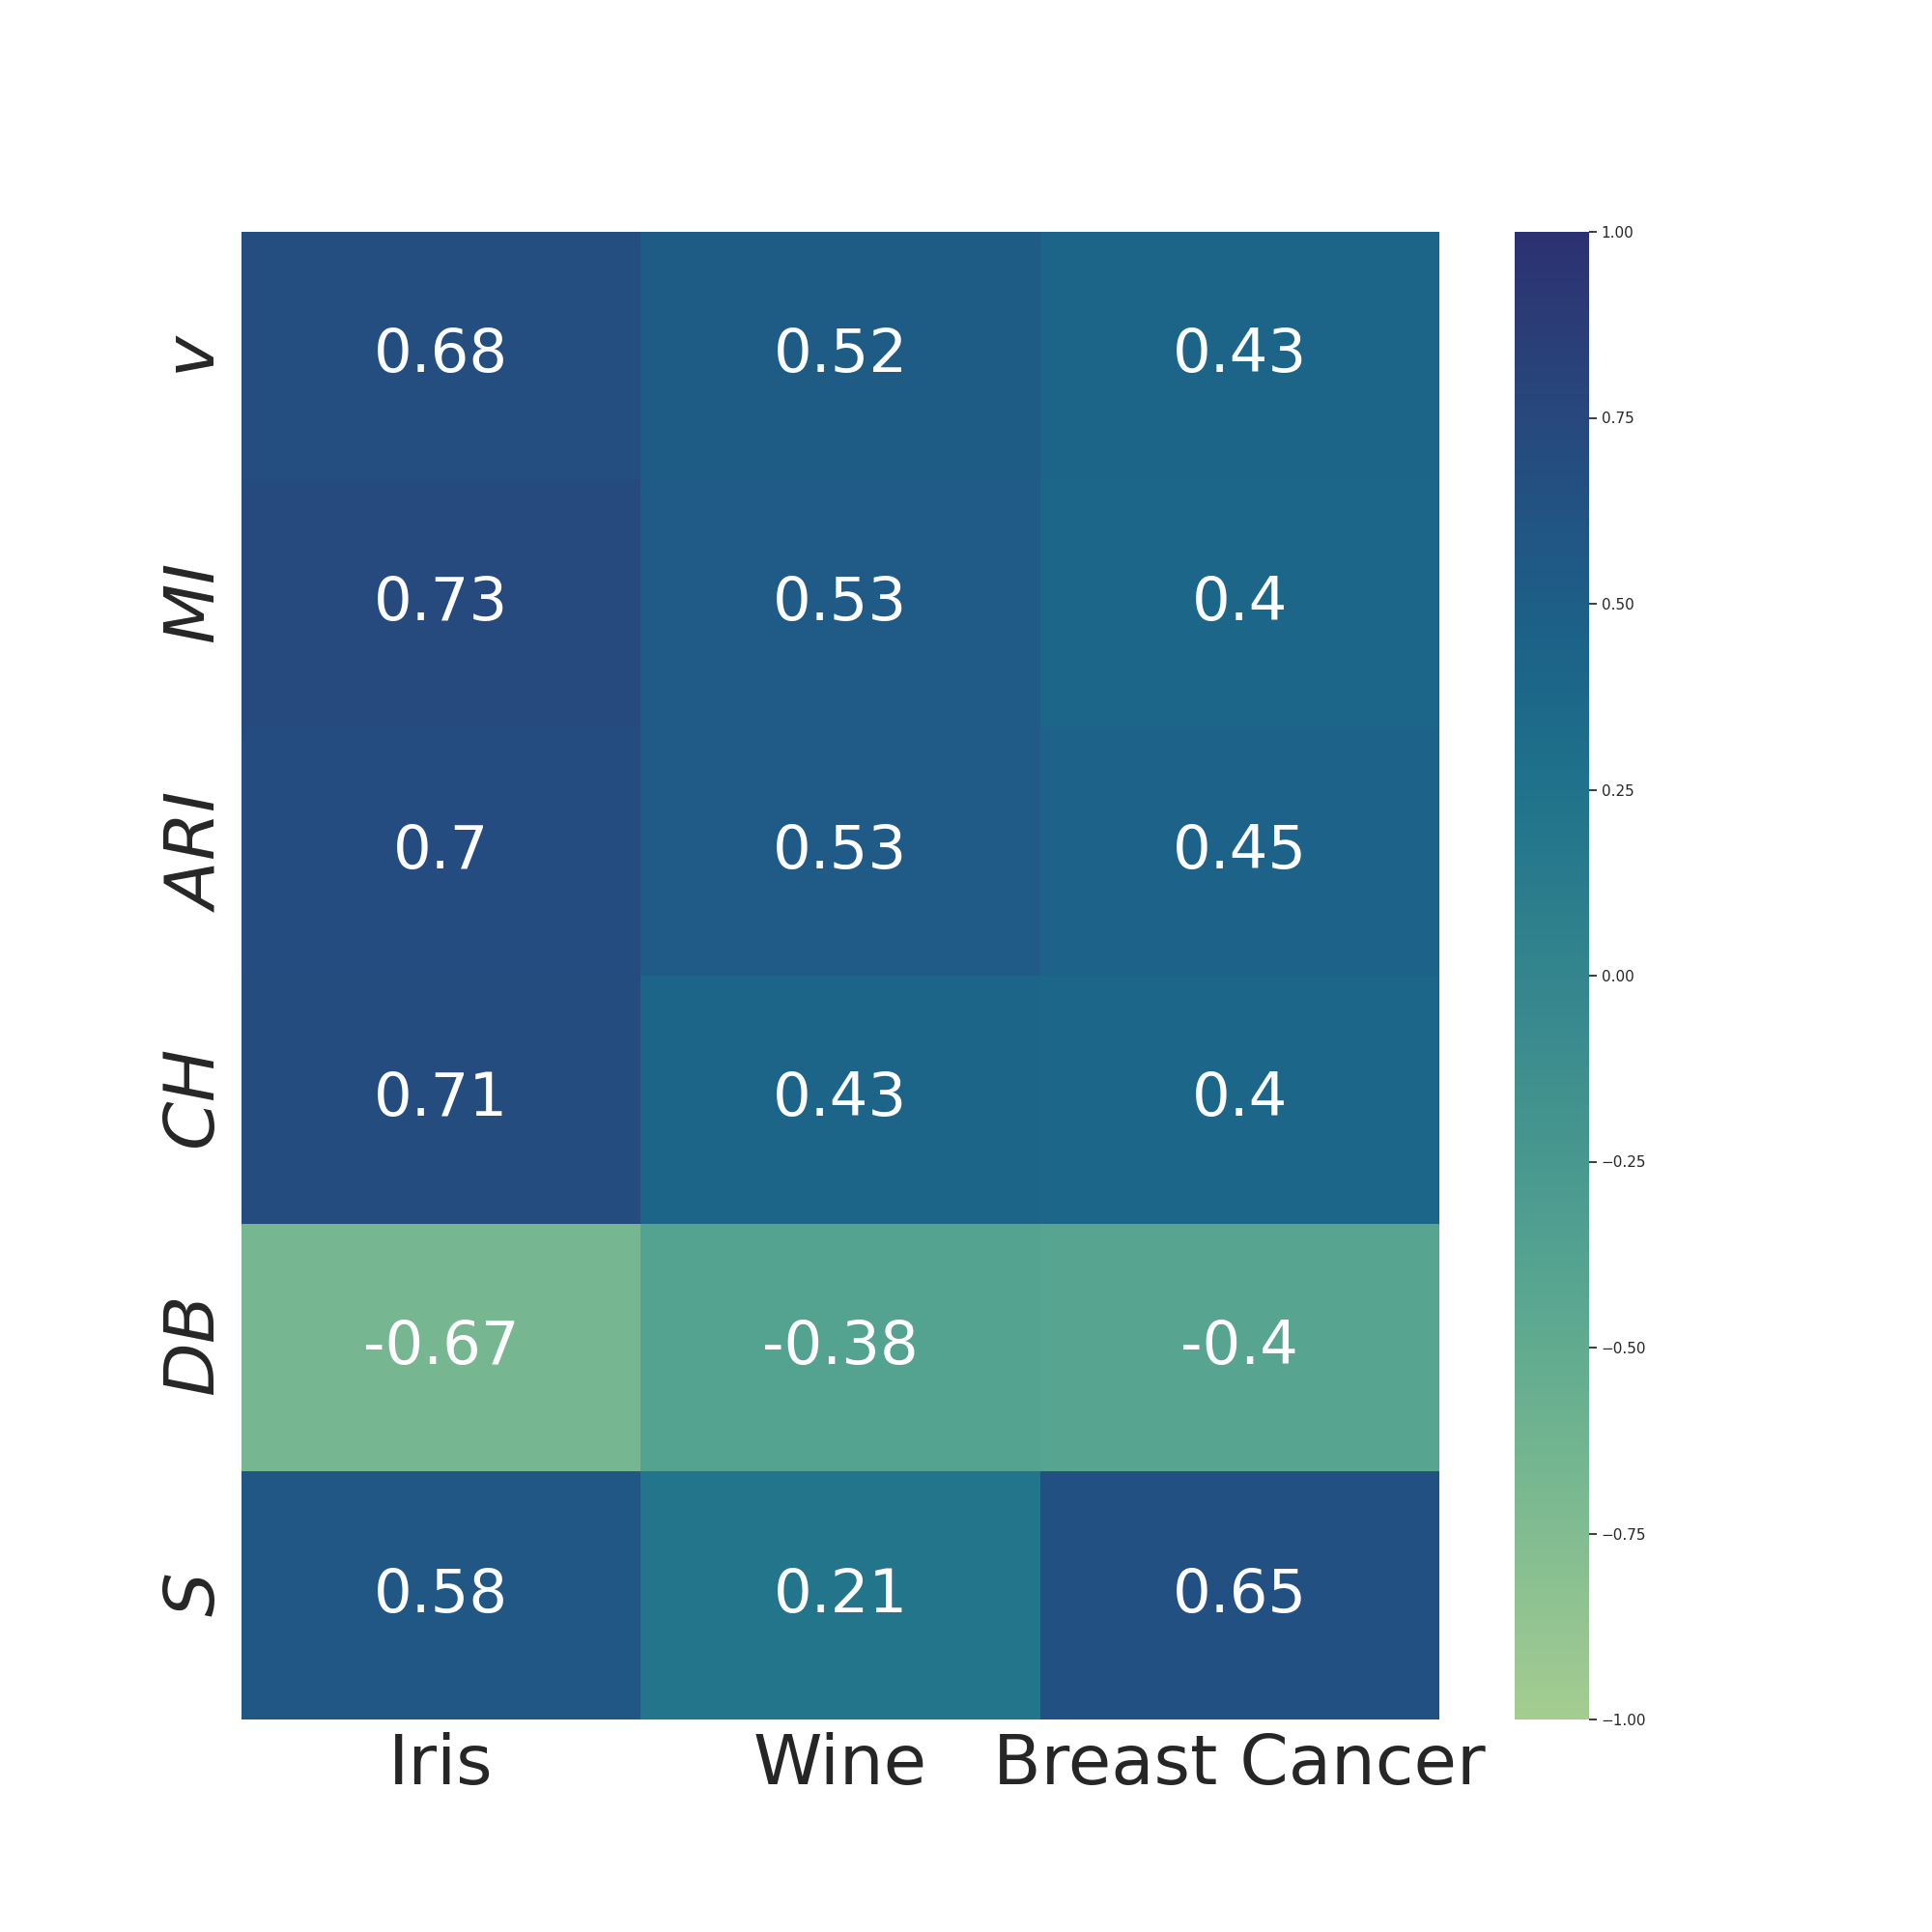 v 0.68 0.52 0.43
MI 0.73 0.53 0.4
ARI 0.7 0.53 0.45
CH 0.71 0.43 0.4
DB -0.67 -0.38 -0.4
S 0.58 0.21 0.65
Iris Wine Breast Cancer
1.00
0.75
0.50
0.25
0.00
−0.25
−0.50
−0.75
−1.00